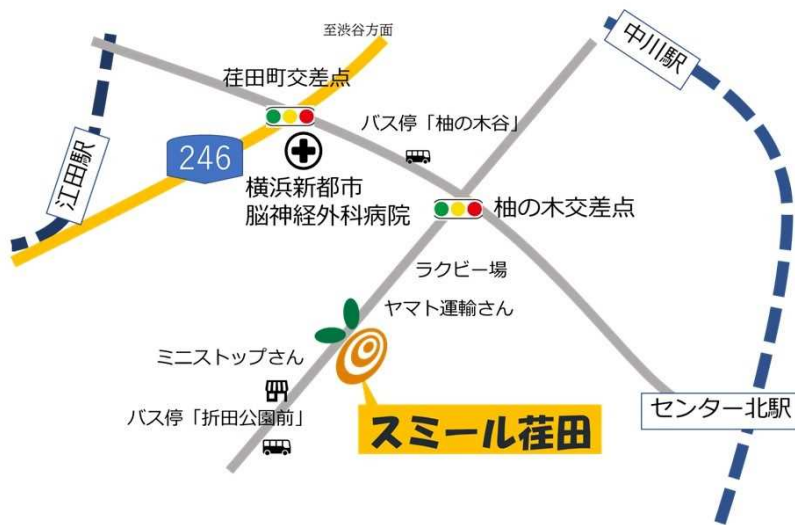 至渋谷方面
中川駅
荏田町交差点
バス停「柚の木谷」
246
江田駅
横浜新都市
脳神経外科病院
柚の木交差点
ラクビー場
ヤマト運輸さん
ミニストップさん
バス停「折田公園前」
スミール荏田
センター北駅